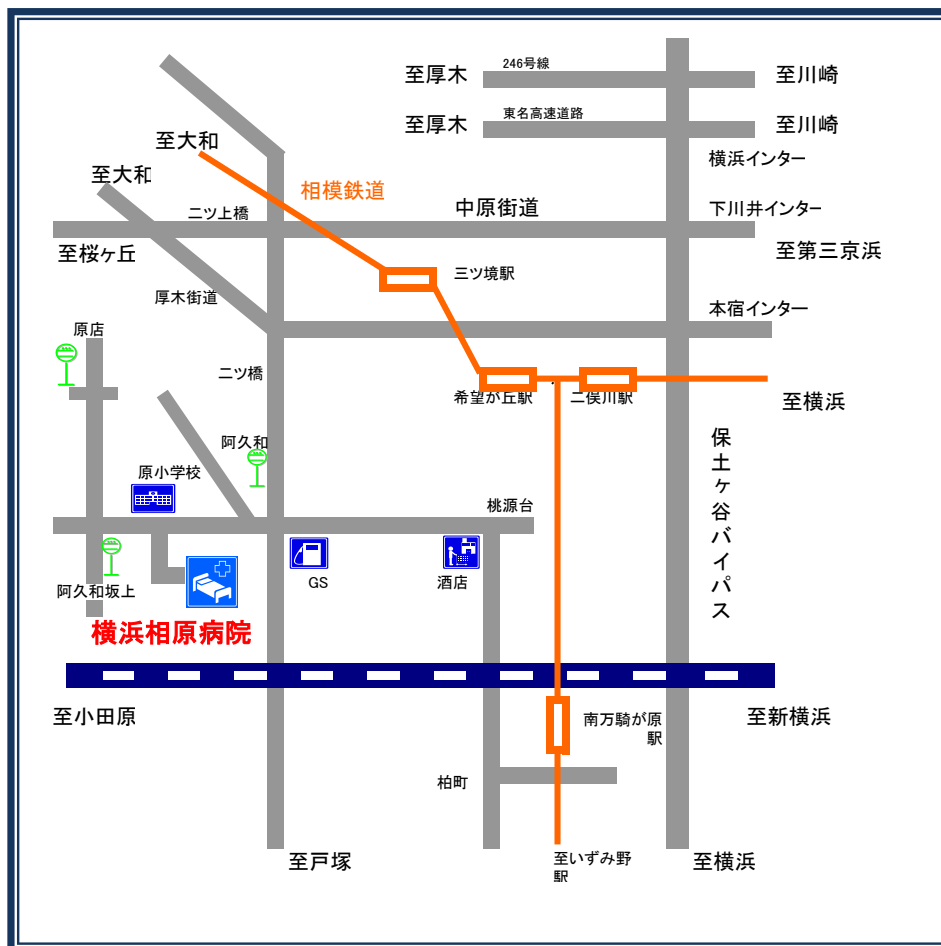 246号線
至厚木
至川崎
東名高速道路
至厚木
至川崎
至大和
横浜インター
至大和
相模鉄道
二ツ上橋
中原街道
下川井インター
至桜ヶ丘
至第三京浜
三ツ境駅
厚木街道
本宿インター
原店
二ツ橋
希望が丘駅
二俣川駅
至横浜
阿久和
保土ヶ谷バイパス
原小学校
桃源台
GS
酒店
阿久和坂上
横浜相原病院
至小田原
南万騎が原
駅
至新横浜
柏町
至戸塚
至いずみ野
駅
至横浜